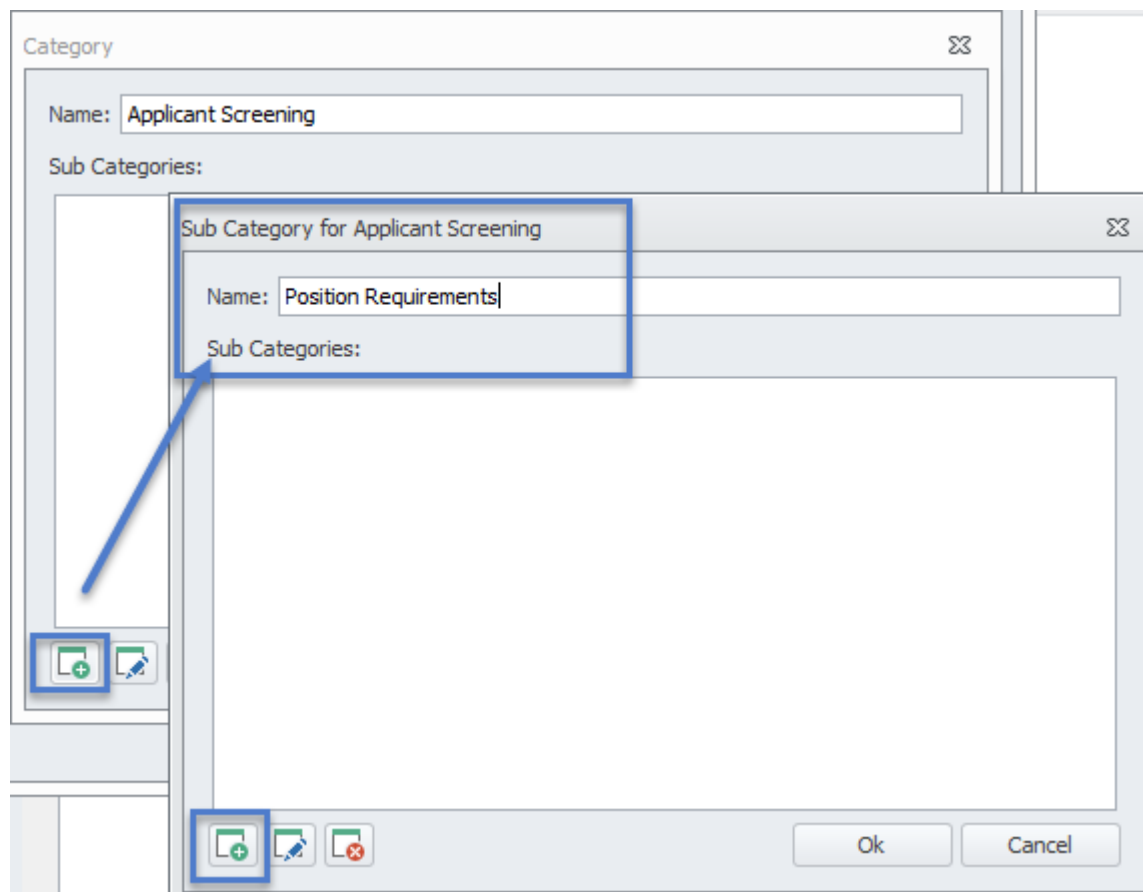 Category
Name: Applicant Screening
Sub Categories:
Sub Category for Applicant Screening
Name: Position Requirements
Sub Categories:
Ok Cancel